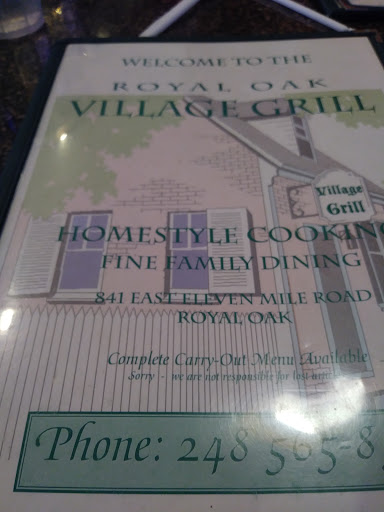 WELCOME TO THE
ROYAL OAK
VILLAGE GRILL
Village
Grill
HOMESTYLE COOKING
FINE FAMILY DINING
841 EAST ELEVEN MILE ROAD
ROYAL OAK
Complete Carry-Out Menu Available
Sorry - we are not responsible for lost
Phone: 248 565-8